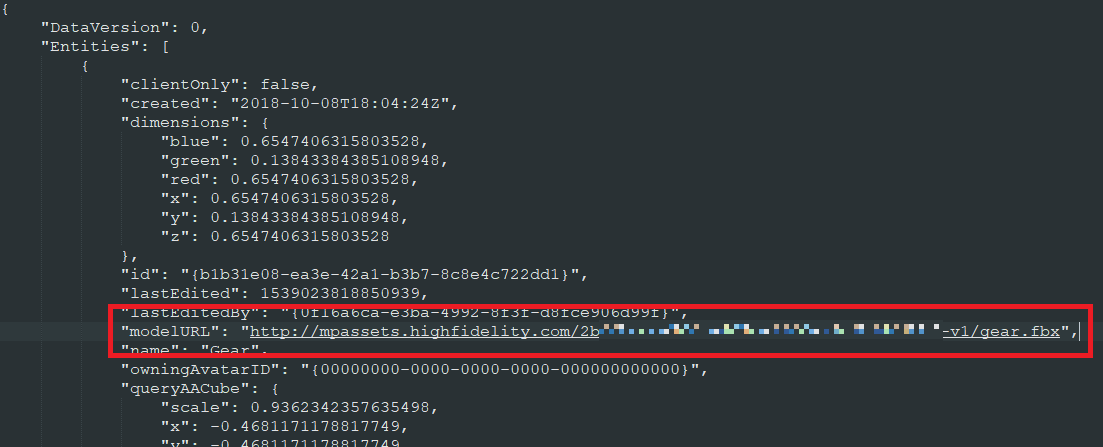 {
"DataVersion": 0,
"Entities": [
{
"clientOnly": false,
"created": "2018-10-08T18:04:24Z",
"dimensions": {
"blue": 0.6547406315803528,
"green": 0.13843384385108948,
"red": 0.6547406315803528,
"x": 0.6547406315803528,
"y": 0.13843384385108948,
"z": 0.6547406315803528
},
"id": "{b1b31e08-ea3e-42a1-b3b7-8c8e4c722dd1}",
"lastEdited": 1539023818850939,
"lastEditedBy": "{0f16a6ca-e3ba-4992-8f3f-d8fce906d99f}",
"modelURL": "http://mpassets.highfidelity.com/2b -v1/gear.fbx",
"name": "Gear",
"owningAvatarID": "{00000000-0000-0000-0000-000000000000}",
"queryAACube": {
"scale": 0.9362342357635498,
"x": -0.4681171178817749,
"y": -0.4681171178817749,